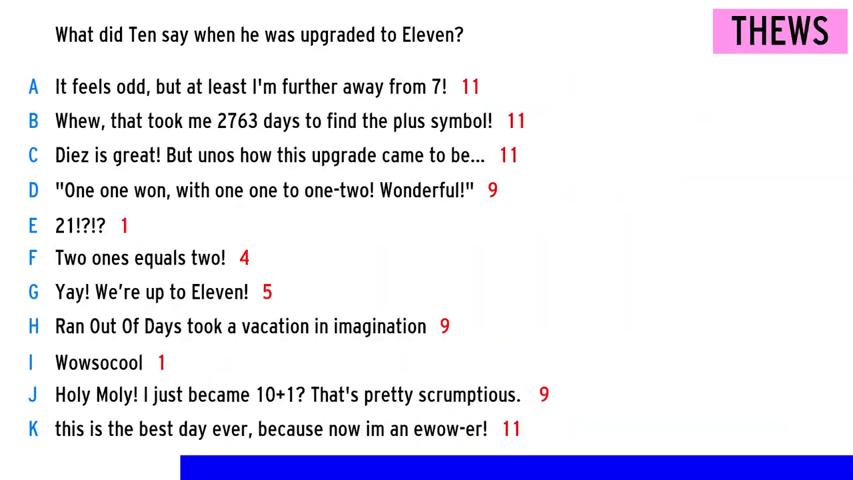 What did Ten say when he was upgraded to Eleven?
THEWS
A It feels odd, but at least I'm further away from 7! 11
B Whew, that took me 2763 days to find the plus symbol! 11
C Diez is great! But unos how this upgrade came to be... 11
D "One one won, with one one to one-two! Wonderful!" 9
E 21!?!? 1
F Two ones equals two! 4
G Yay! We're up to Eleven! 5
H Ran Out Of Days took a vacation in imagination 9
I Wowsocool 1
J Holy Moly! I just became 10+1? That's pretty scrumptious. 9
K this is the best day ever, because now im an ewow-er! 11